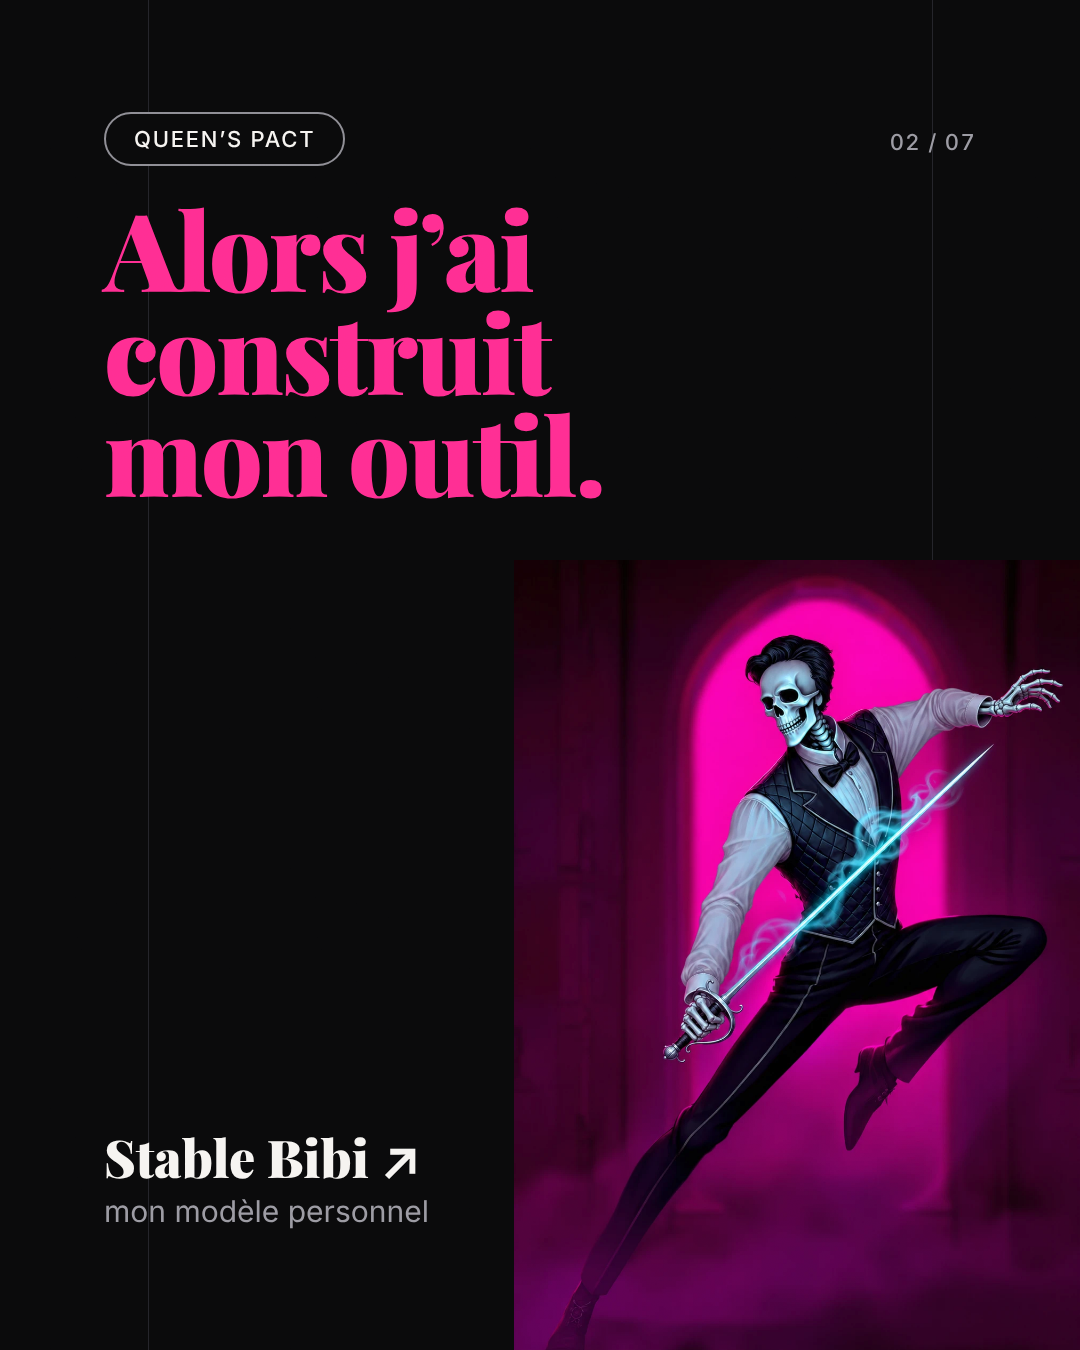 QUEEN’S PACT
02 / 07
Alors j’ai
construit
mon outil.
Stable Bibi ↗
mon modèle personnel